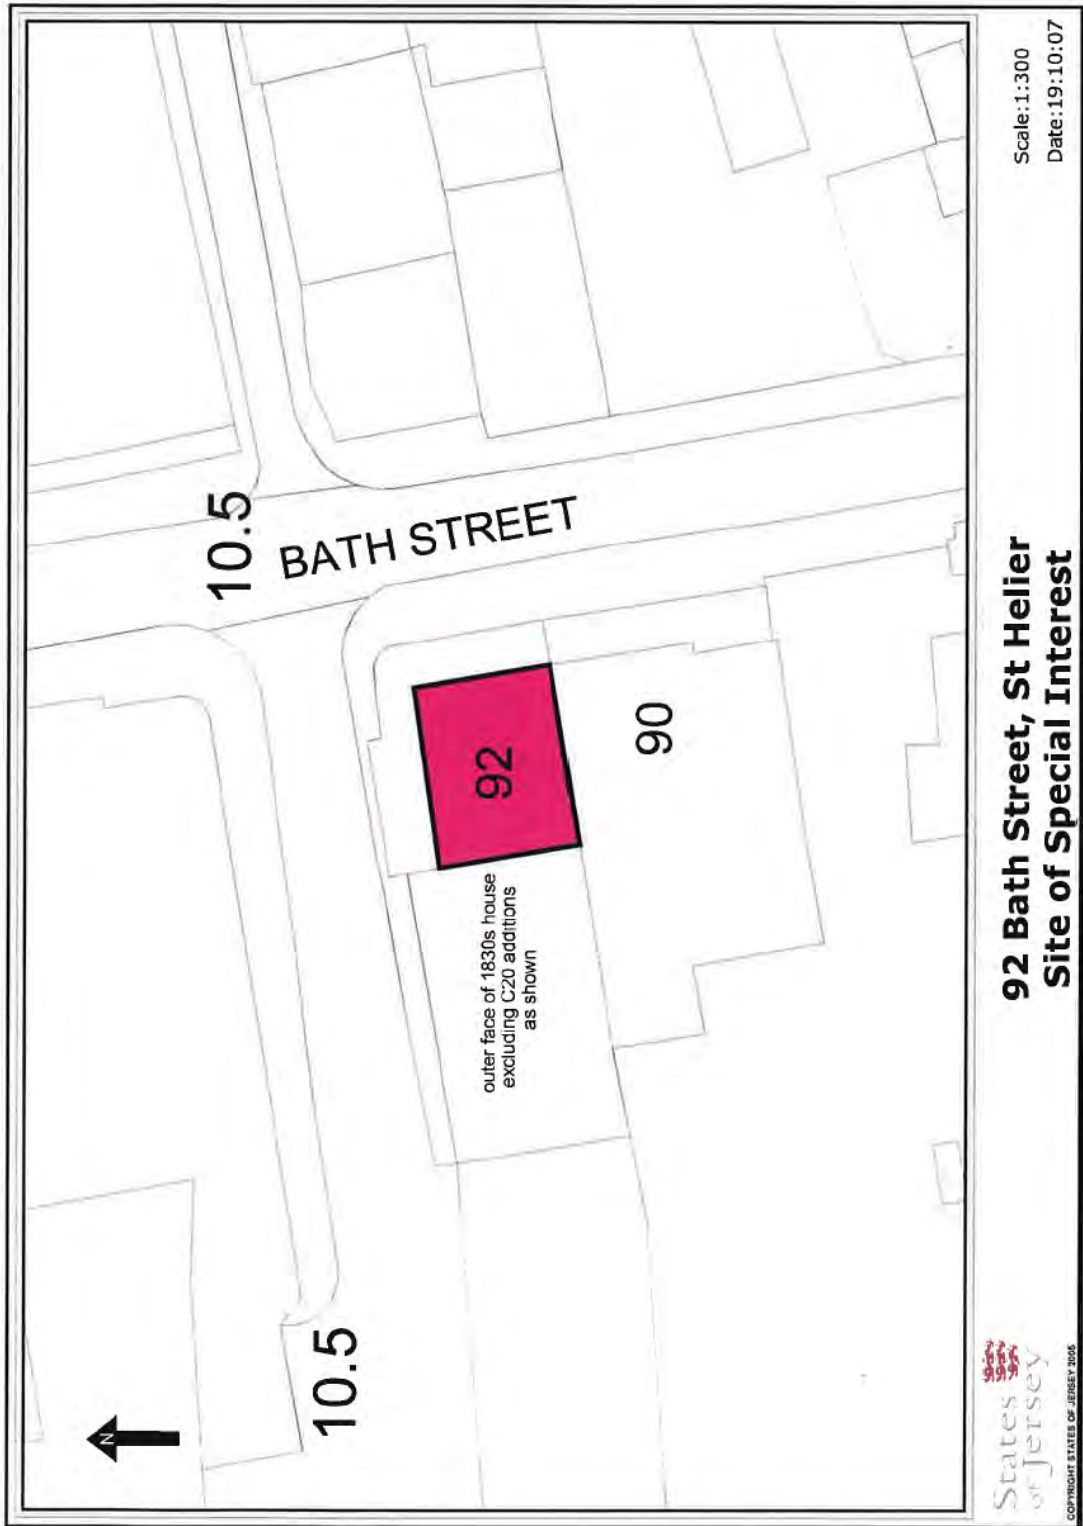 10.5
BATH STREET
92
90
outer face of 1830s house
excluding C20 additions
as shown
10.5
N
92 Bath Street, St Helier
Site of Special Interest
Scale:1:300
Date:19:10:07
States
of Jersey
COPYRIGHT STATES OF JERSEY 2005